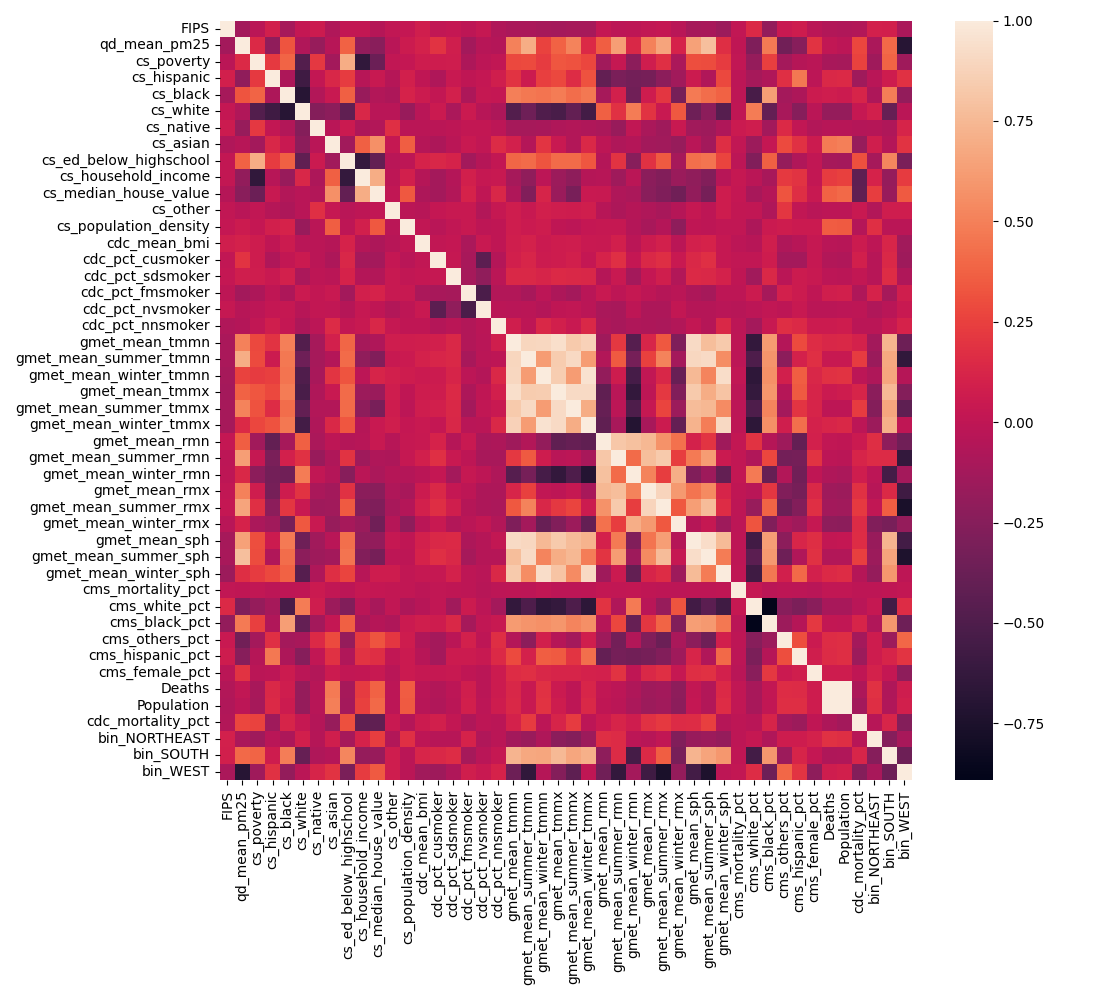 FIPS
qd_mean_pm25
cs_poverty
cs_hispanic
cs_black
cs_white
cs_native
cs_asian
cs_ed_below_highschool
cs_household_income
cs_median_house_value
cs_other
cs_population_density
cdc_mean_bmi
cdc_pct_cusmoker
cdc_pct_sdsmoker
cdc_pct_fmsmoker
cdc_pct_nvsmoker
cdc_pct_nnsmoker
gmet_mean_tmmn
gmet_mean_summer_tmmn
gmet_mean_winter_tmmn
gmet_mean_tmmx
gmet_mean_summer_tmmx
gmet_mean_winter_tmmx
gmet_mean_rmn
gmet_mean_summer_rmn
gmet_mean_winter_rmn
gmet_mean_rmx
gmet_mean_summer_rmx
gmet_mean_winter_rmx
gmet_mean_sph
gmet_mean_summer_sph
gmet_mean_winter_sph
cms_mortality_pct
cms_white_pct
cms_black_pct
cms_others_pct
cms_hispanic_pct
cms_female_pct
Deaths
Population
cdc_mortality_pct
bin_NORTHEAST
bin_SOUTH
bin_WEST
FIPS
qd_mean_pm25
cs_poverty
cs_hispanic
cs_black
cs_white
cs_native
cs_asian
cs_ed_below_highschool
cs_household_income
cs_median_house_value
cs_other
cs_population_density
cdc_mean_bmi
cdc_pct_cusmoker
cdc_pct_sdsmoker
cdc_pct_fmsmoker
cdc_pct_nvsmoker
cdc_pct_nnsmoker
gmet_mean_tmmn
gmet_mean_summer_tmmn
gmet_mean_winter_tmmn
gmet_mean_tmmx
gmet_mean_summer_tmmx
gmet_mean_winter_tmmx
gmet_mean_rmn
gmet_mean_summer_rmn
gmet_mean_winter_rmn
gmet_mean_rmx
gmet_mean_summer_rmx
gmet_mean_winter_rmx
gmet_mean_sph
gmet_mean_summer_sph
gmet_mean_winter_sph
cms_mortality_pct
cms_white_pct
cms_black_pct
cms_others_pct
cms_hispanic_pct
cms_female_pct
Deaths
Population
cdc_mortality_pct
bin_NORTHEAST
bin_SOUTH
bin_WEST
1.00
0.75
0.50
0.25
0.00
−0.25
−0.50
−0.75